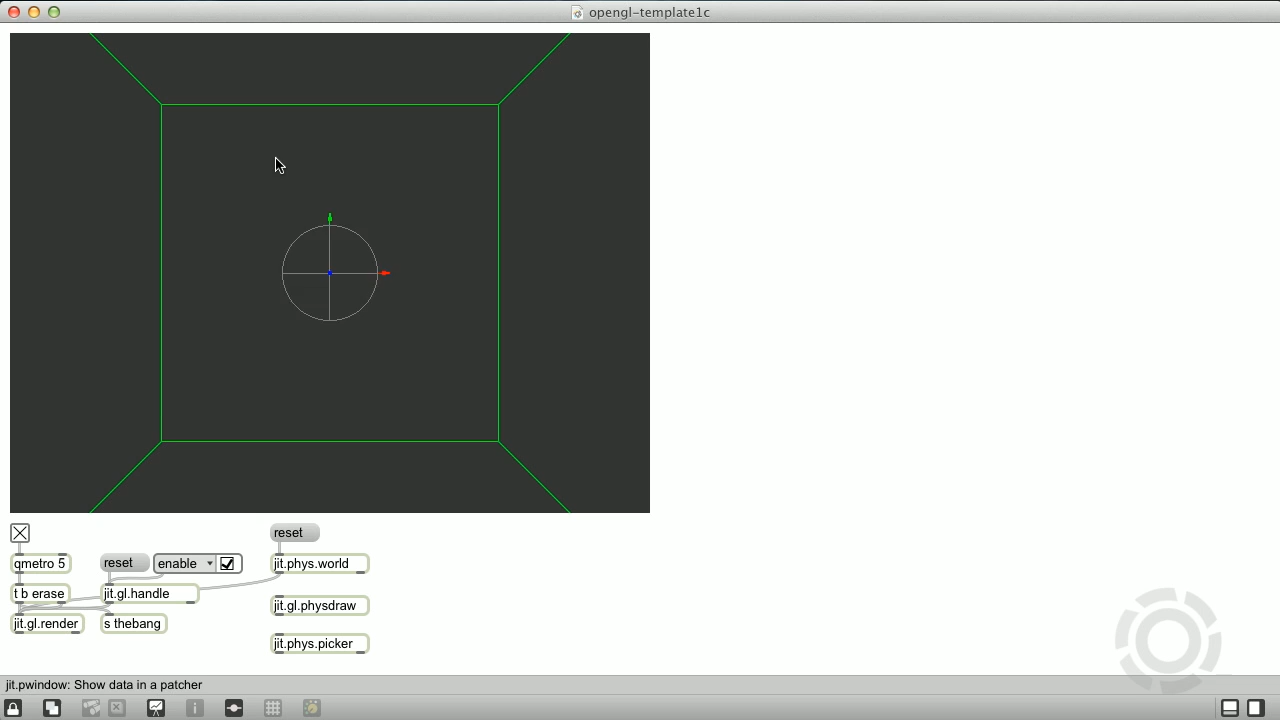 opengl-template1c
reset
qmetro 5
reset
enable
jit.phys.world
t b erase
jit.gl.handle
jit.gl.physdraw
jit.gl.render
s thebang
jit.phys.picker
jit.pwindow: Show data in a patcher